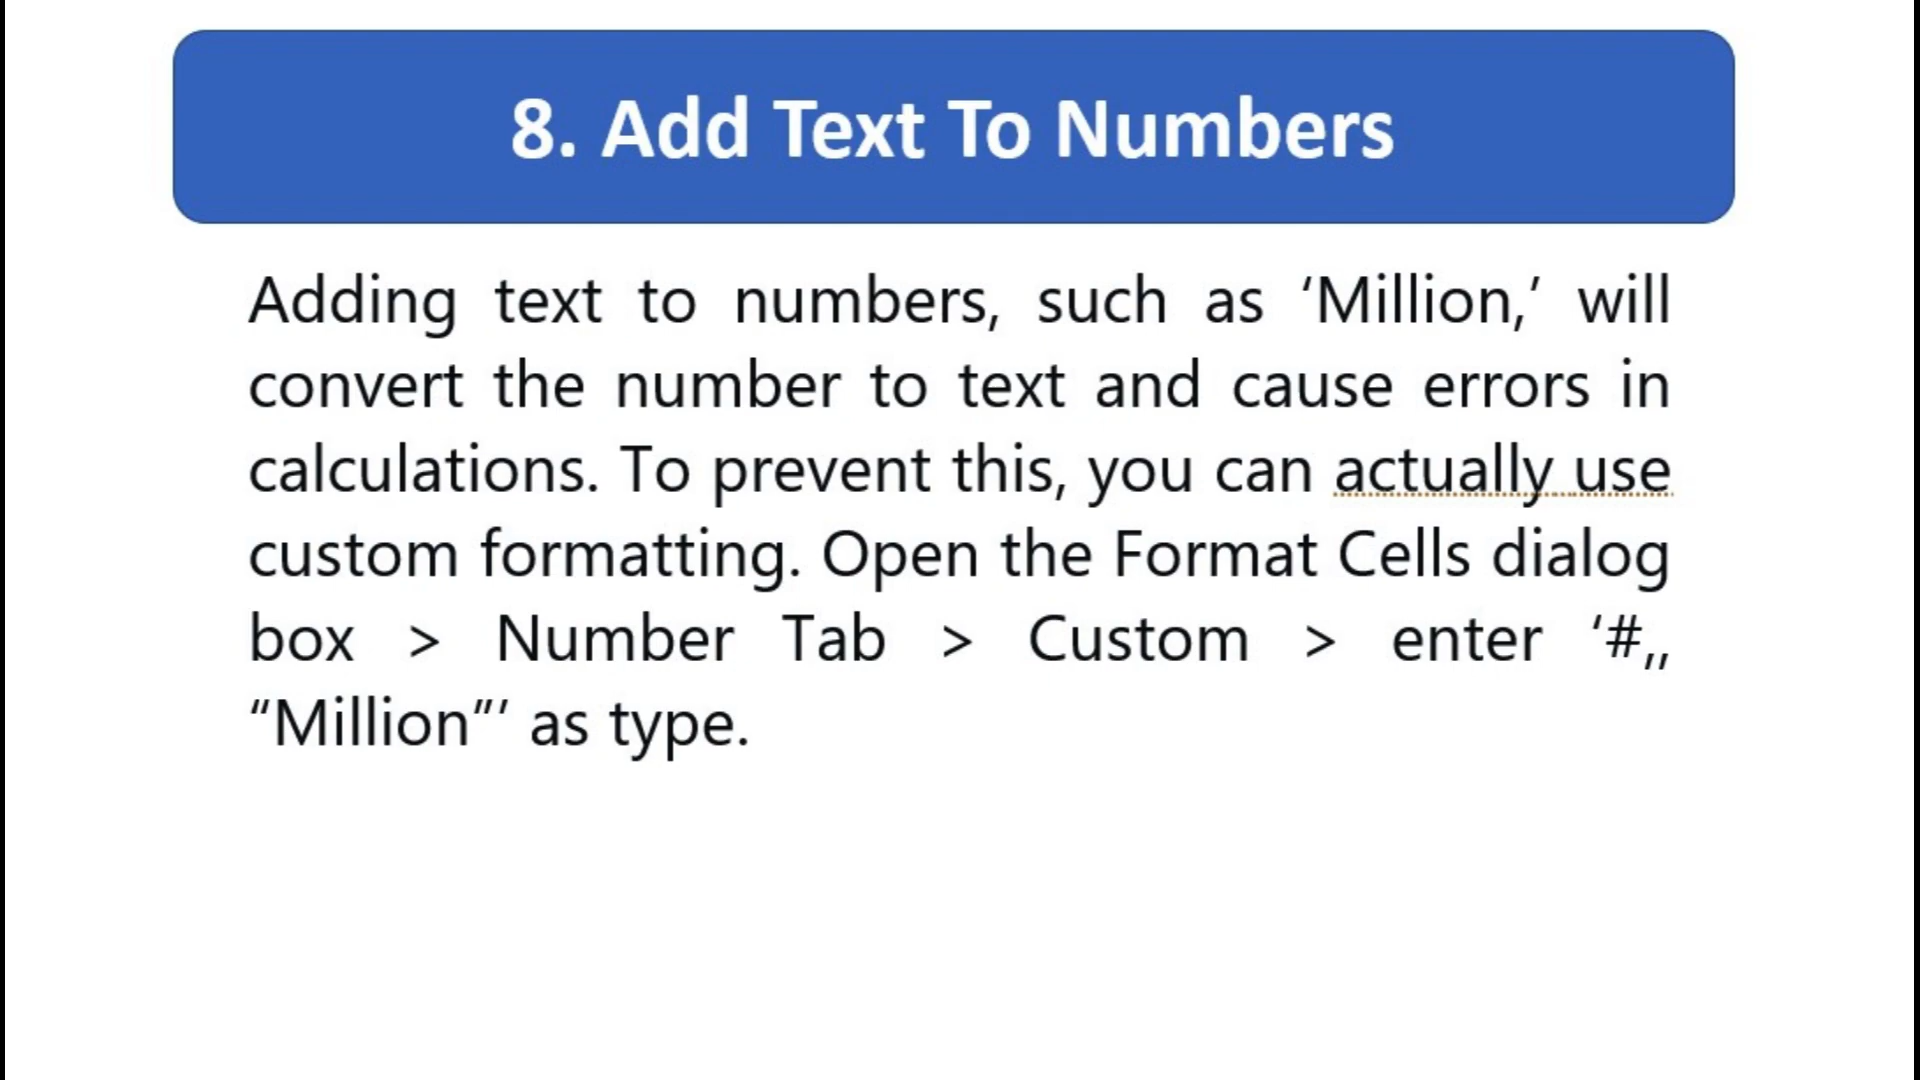 8. Add Text To Numbers
Adding text to numbers, such as ‘Million,’ will
convert the number to text and cause errors in
calculations. To prevent this, you can actually use
custom formatting. Open the Format Cells dialog
box > Number Tab > Custom > enter ‘#,,
“Million”’ as type.